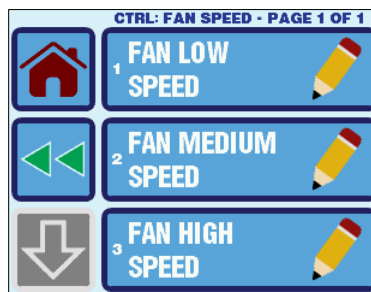 CTRL: FAN SPEED - PAGE 1 OF 1
1 FAN LOW
SPEED
2 FAN MEDIUM
SPEED
3 FAN HIGH
SPEED